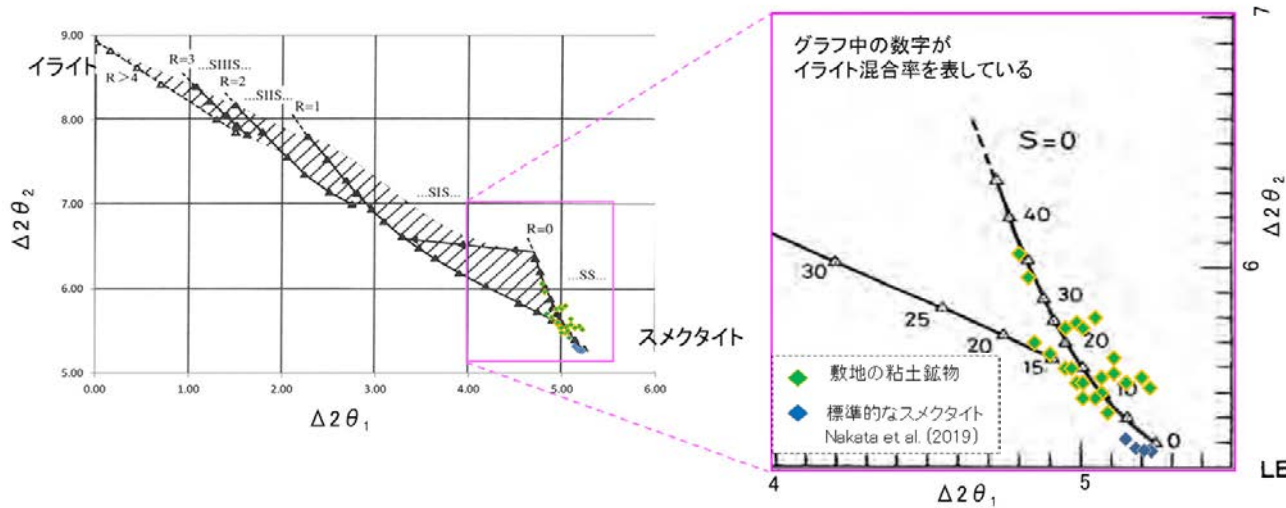 9.00
8.00
7.00
6.00
5.00
0.00
1.00
2.00
3.00
4.00
5.00
6.00
Δ2θ₂
Δ2θ₁
イライト
R>4
R=3
...SIIIS...
R=2
...SIIS...
R=1
...SIS...
R=0
...SS...
スメクタイト
グラフ中の数字が
イライト混合率を表している
S=0
40
30
20
10
0
30
25
20
15
敷地の粘土鉱物
標準的なスメクタイト
Nakata et al.(2019)
4
5
Δ2θ₁
7
6
Δ2θ₂
LE